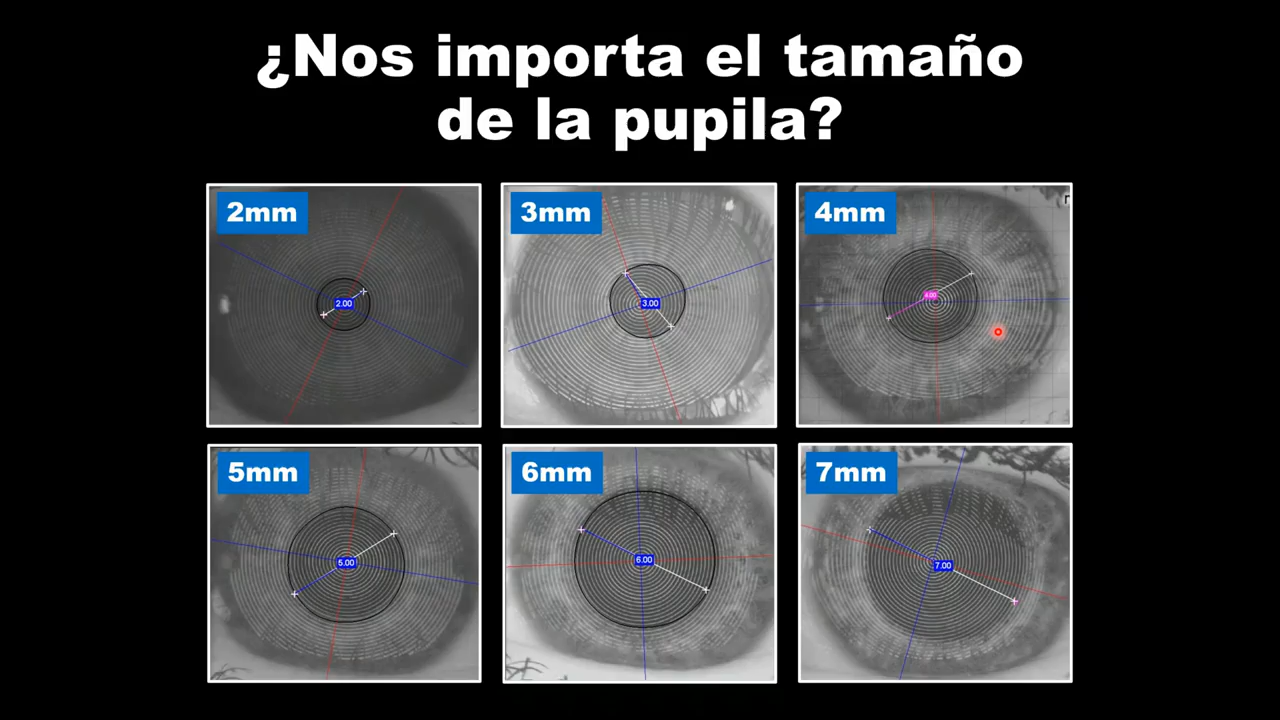 ¿Nos importa el tamaño
de la pupila?
2mm
3mm
4mm
2.00
3.00
4.00
5mm
6mm
7mm
5.00
6.00
7.00